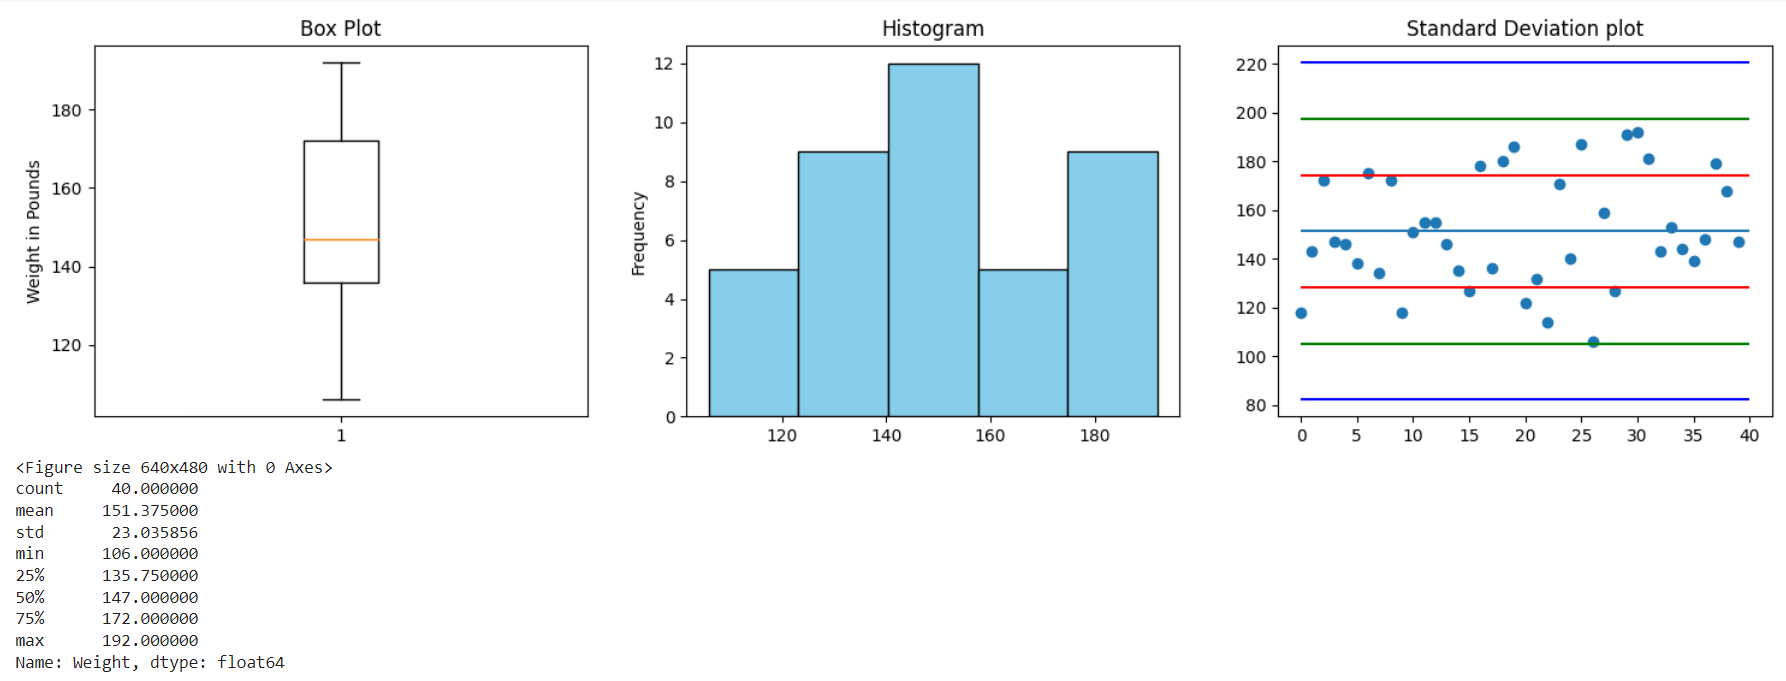 Box Plot
Weight in Pounds
180
160
140
120
1
Histogram
Frequency
12
10
8
6
4
2
0
120 140 160 180
Standard Deviation plot
220
200
180
160
140
120
100
80
0 5 10 15 20 25 30 35 40
<Figure size 640x480 with 0 Axes>
count 40.000000
mean 151.375000
std 23.035856
min 106.000000
25% 135.750000
50% 147.000000
75% 172.000000
max 192.000000
Name: Weight, dtype: float64